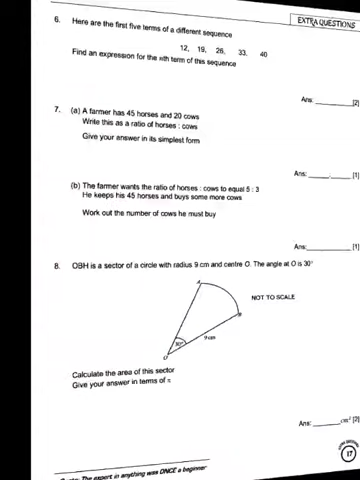 EXTRA QUESTIONS
6. Here are the first five terms of a different sequence
12, 19, 26, 33, 40
Find an expression for the nth term of this sequence
Ans: ________[2]
7. (a) A farmer has 45 horses and 20 cows
Write this as a ratio of horses : cows
Give your answer in its simplest form
Ans: ____:____[1]
(b) The farmer wants the ratio of horses : cows to equal 5 : 3
He keeps his 45 horses and buys some more cows
Work out the number of cows he must buy
Ans:________[1]
8. OBH is a sector of a circle with radius 9 cm and centre O. The angle at O is 30°
A
NOT TO SCALE
B
9 cm
30°
O
Calculate the area of this sector
Give your answer in terms of π
Ans: ______cm² [2]
17
The expert in anything was ONCE a beginner